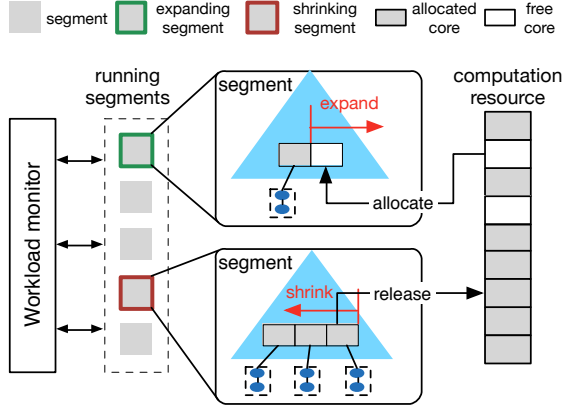 segment
expanding
segment
shrinking
segment
allocated
core
free
core
running
segments
computation
resource
Workload monitor
segment
expand
allocate
segment
shrink
release